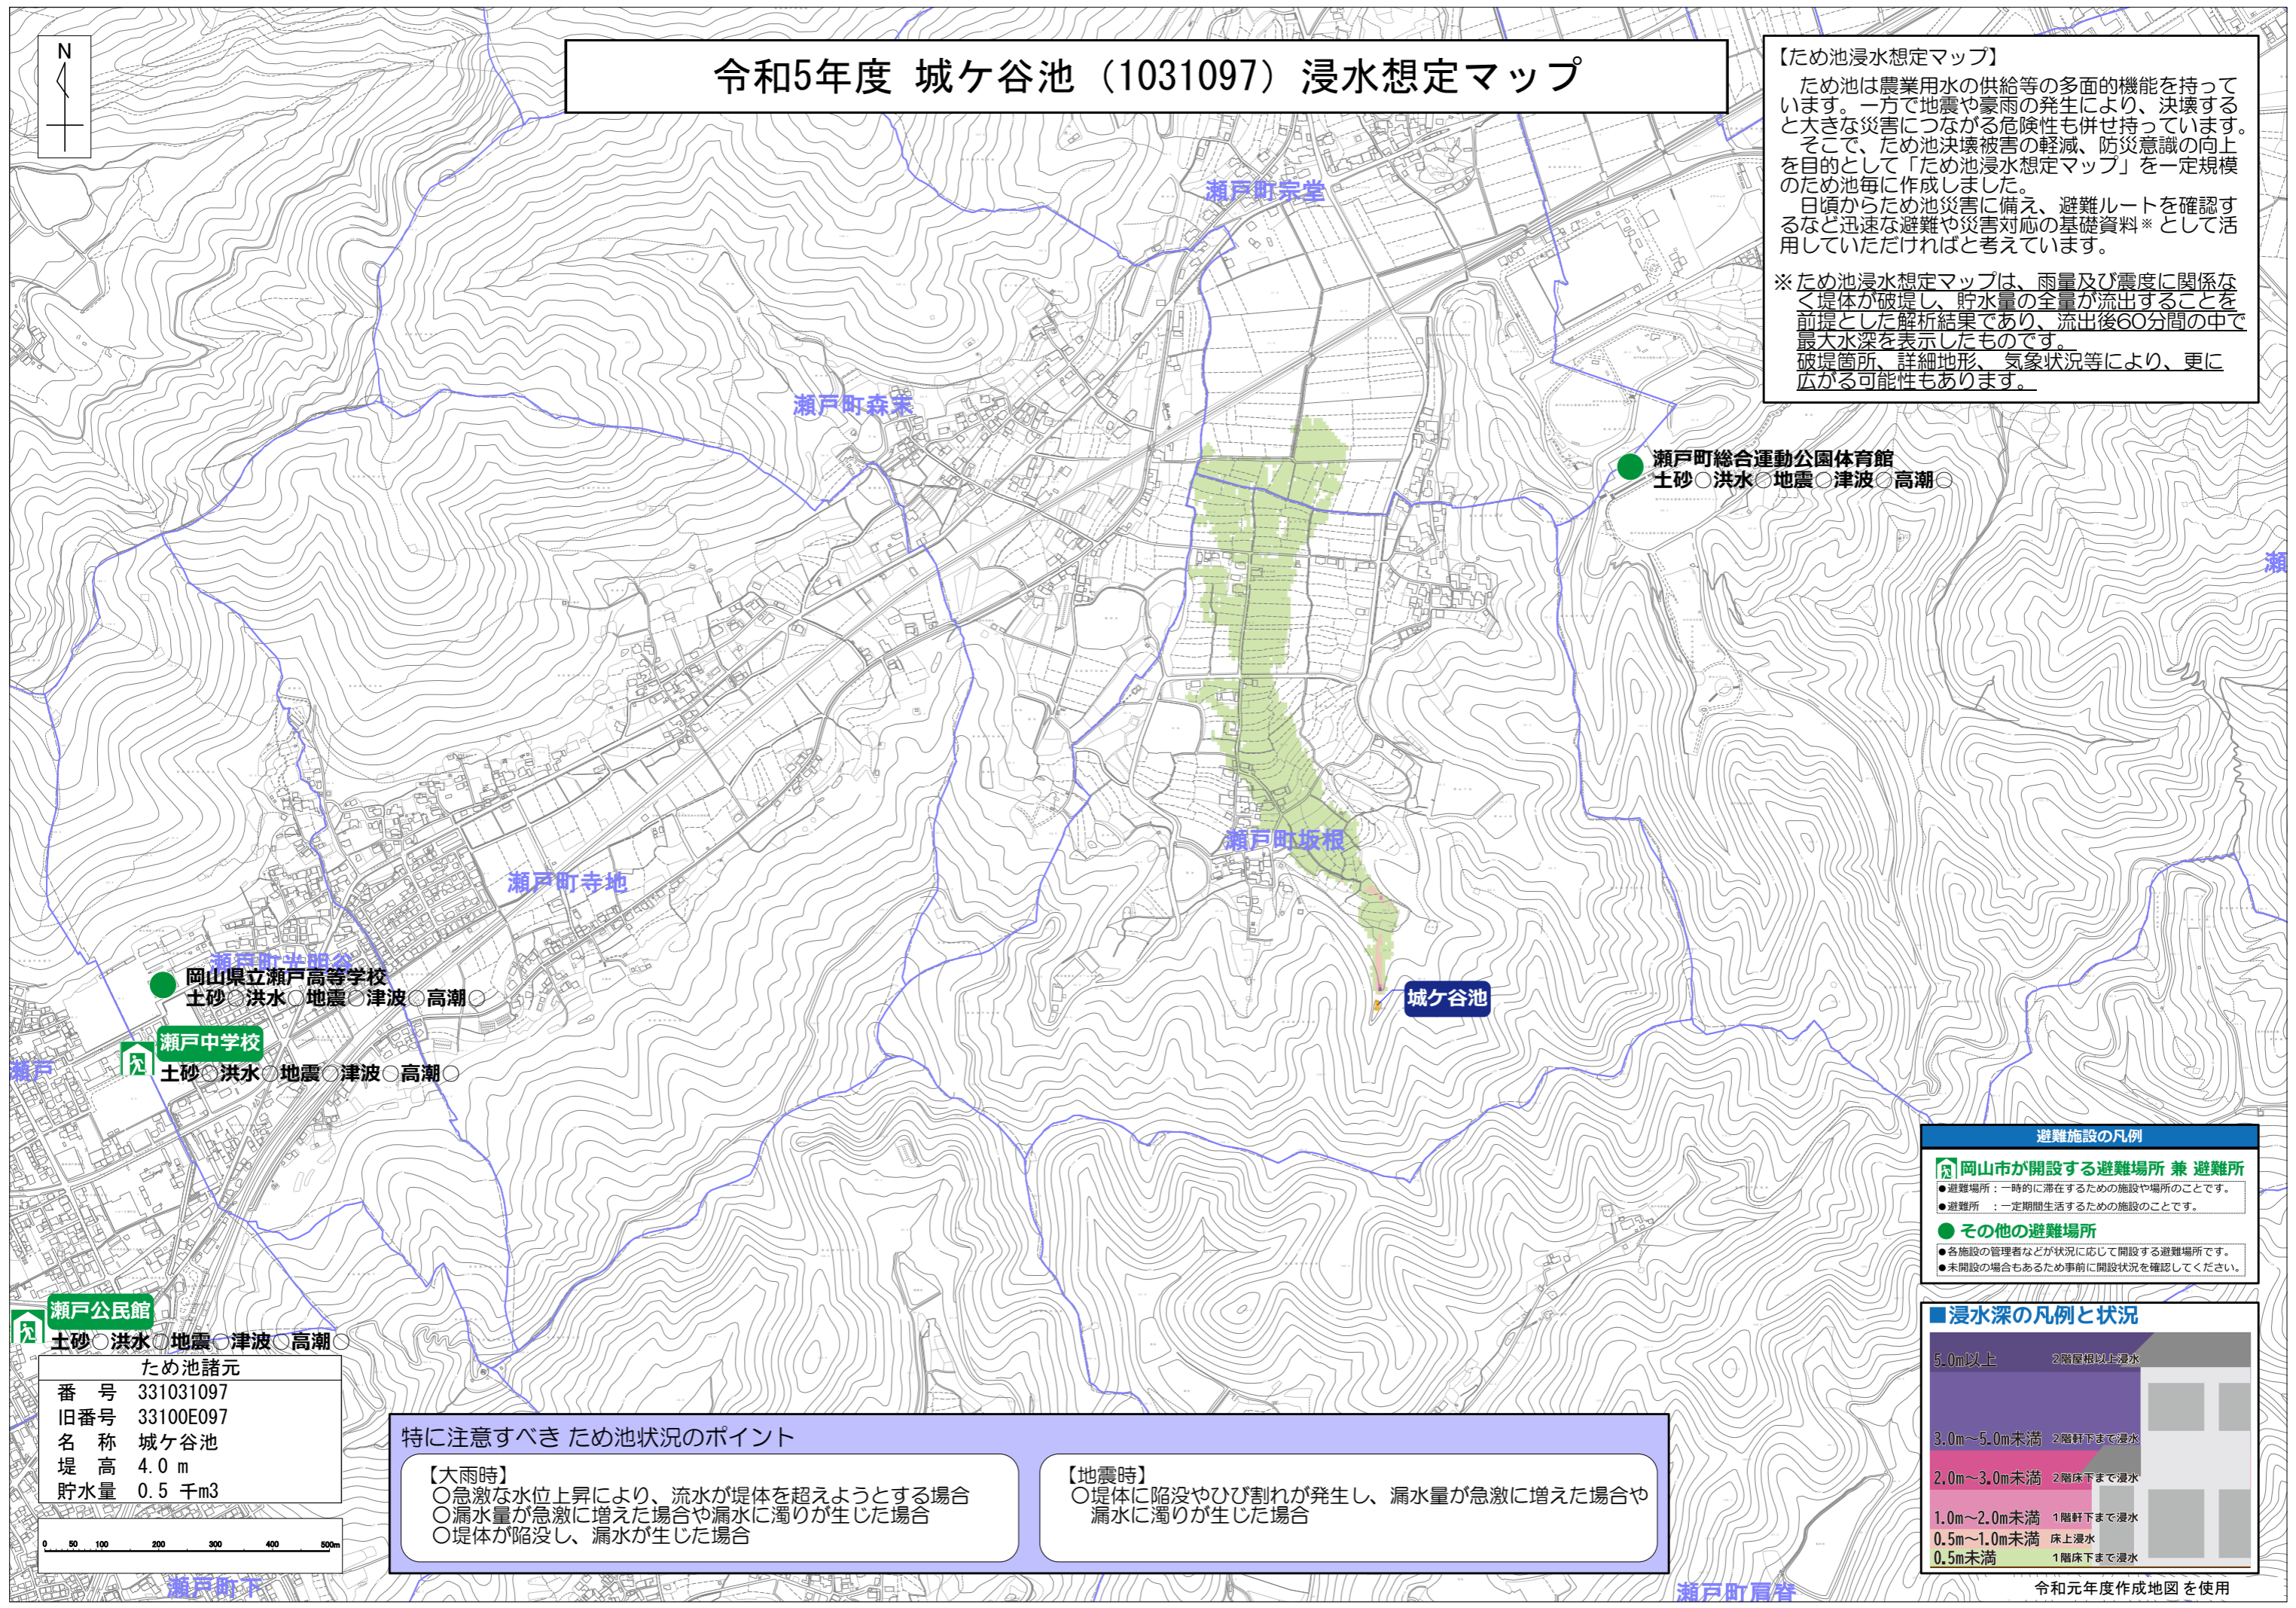 N
令和5年度 城ケ谷池（1031097）浸水想定マップ
【ため池浸水想定マップ】
ため池は農業用水の供給等の多面的機能を持って
います。一方で地震や豪雨の発生により、決壊する
と大きな災害につながる危険性も併せ持っています。
そこで、ため池決壊被害の軽減、防災意識の向上
を目的として「ため池浸水想定マップ」を一定規模
のため池毎に作成しました。
日頃からため池災害に備え、避難ルートを確認す
るなど迅速な避難や災害対応の基礎資料※として活
用していただければと考えています。
※ため池浸水想定マップは、雨量及び震度に関係な
く堤体が破堤し、貯水量の全量が流出することを
前提とした解析結果であり、流出後60分間の中で
最大水深を表示したものです。
破堤箇所、詳細地形、気象状況等により、更に
広がる可能性もあります。
瀬戸町宗堂
瀬戸町森末
瀬戸町総合運動公園体育館
土砂○洪水○地震○津波○高潮○
瀬
瀬戸町坂根
瀬戸町寺地
瀬戸町光明谷
岡山県立瀬戸高等学校
土砂○洪水○地震○津波○高潮○
城ケ谷池
瀬戸中学校
土砂○洪水○地震○津波○高潮○
瀬戸
瀬戸公民館
土砂○洪水○地震○津波○高潮○
ため池諸元
番　号 331031097
旧番号 33100E097
名　称 城ケ谷池
堤　高 4.0 m
貯水量 0.5 千m3
0 50 100 200 300 400 500m
瀬戸町下
特に注意すべき ため池状況のポイント
【大雨時】
○急激な水位上昇により、流水が堤体を超えようとする場合
○漏水量が急激に増えた場合や漏水に濁りが生じた場合
○堤体が陥没し、漏水が生じた場合
【地震時】
○堤体に陥没やひび割れが発生し、漏水量が急激に増えた場合や
漏水に濁りが生じた場合
瀬戸町肩脊
避難施設の凡例
岡山市が開設する避難場所 兼 避難所
●避難場所：一時的に滞在するための施設や場所のことです。
●避難所　：一定期間生活するための施設のことです。
● その他の避難場所
●各施設の管理者などが状況に応じて開設する避難場所です。
●未開設の場合もあるため事前に開設状況を確認してください。
■浸水深の凡例と状況
5.0m以上 2階屋根以上浸水
3.0m～5.0m未満 2階軒下まで浸水
2.0m～3.0m未満 2階床下まで浸水
1.0m～2.0m未満 1階軒下まで浸水
0.5m～1.0m未満 床上浸水
0.5m未満 1階床下まで浸水
令和元年度作成地図を使用